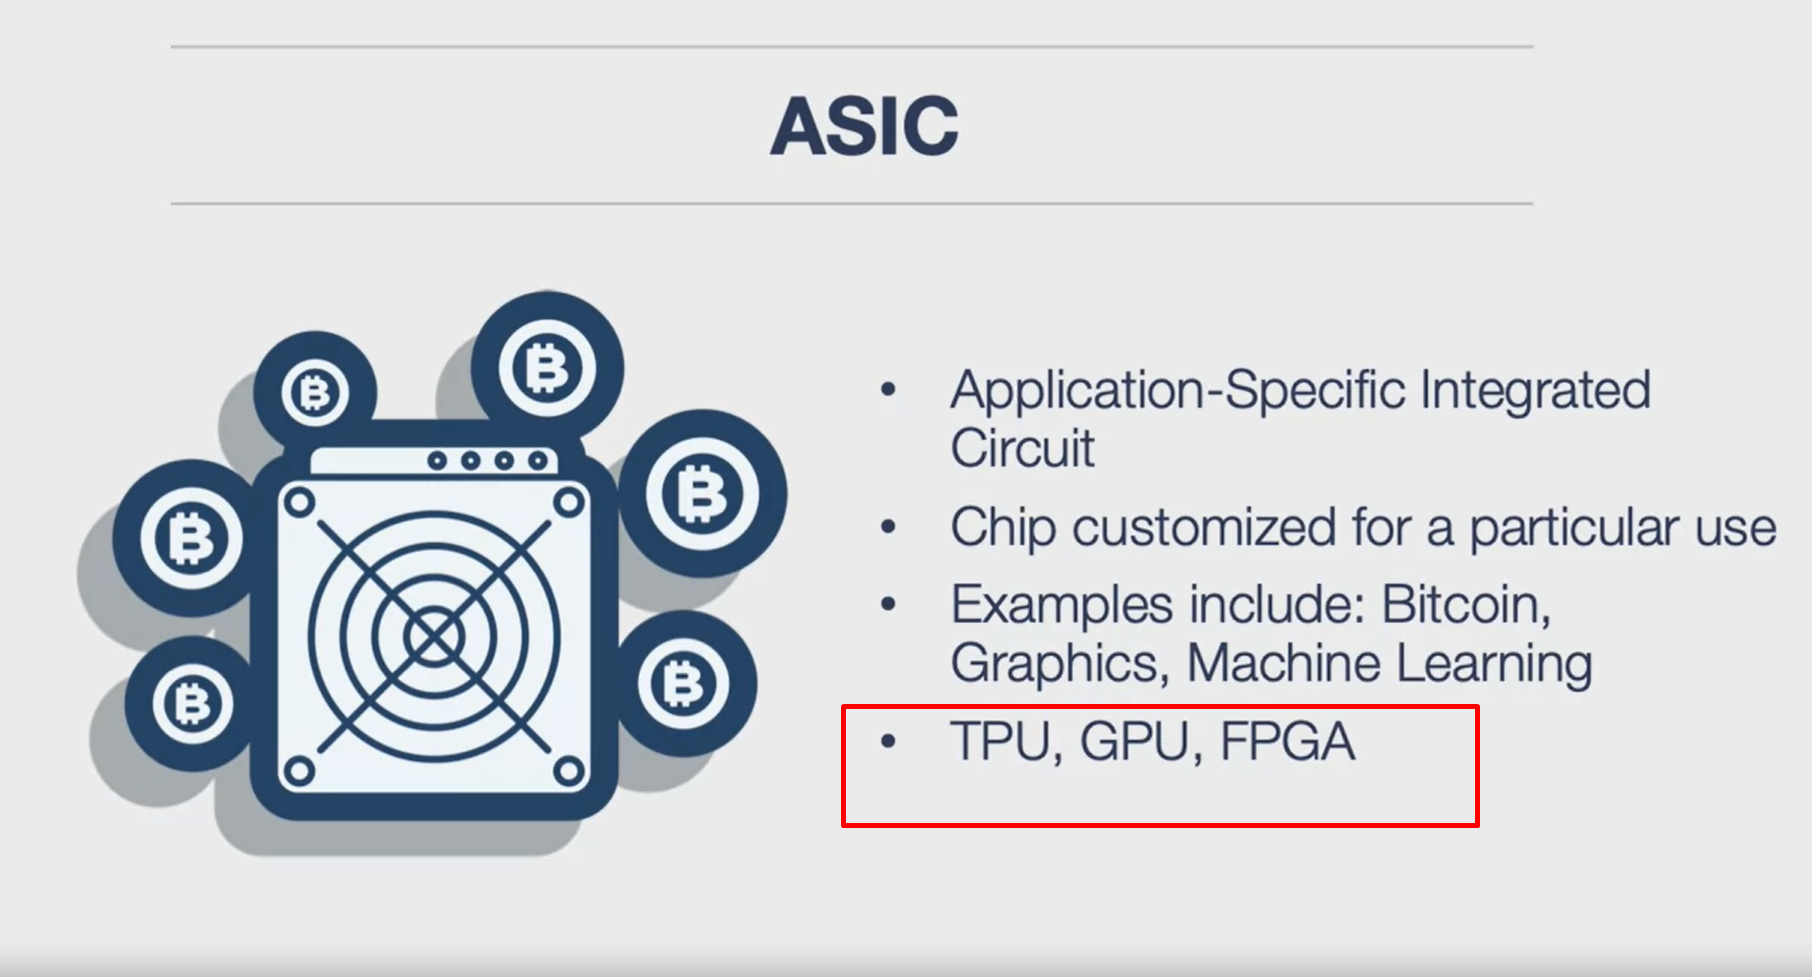 ASIC
• Application-Specific Integrated
Circuit
• Chip customized for a particular use
• Examples include: Bitcoin,
Graphics, Machine Learning
• TPU, GPU, FPGA